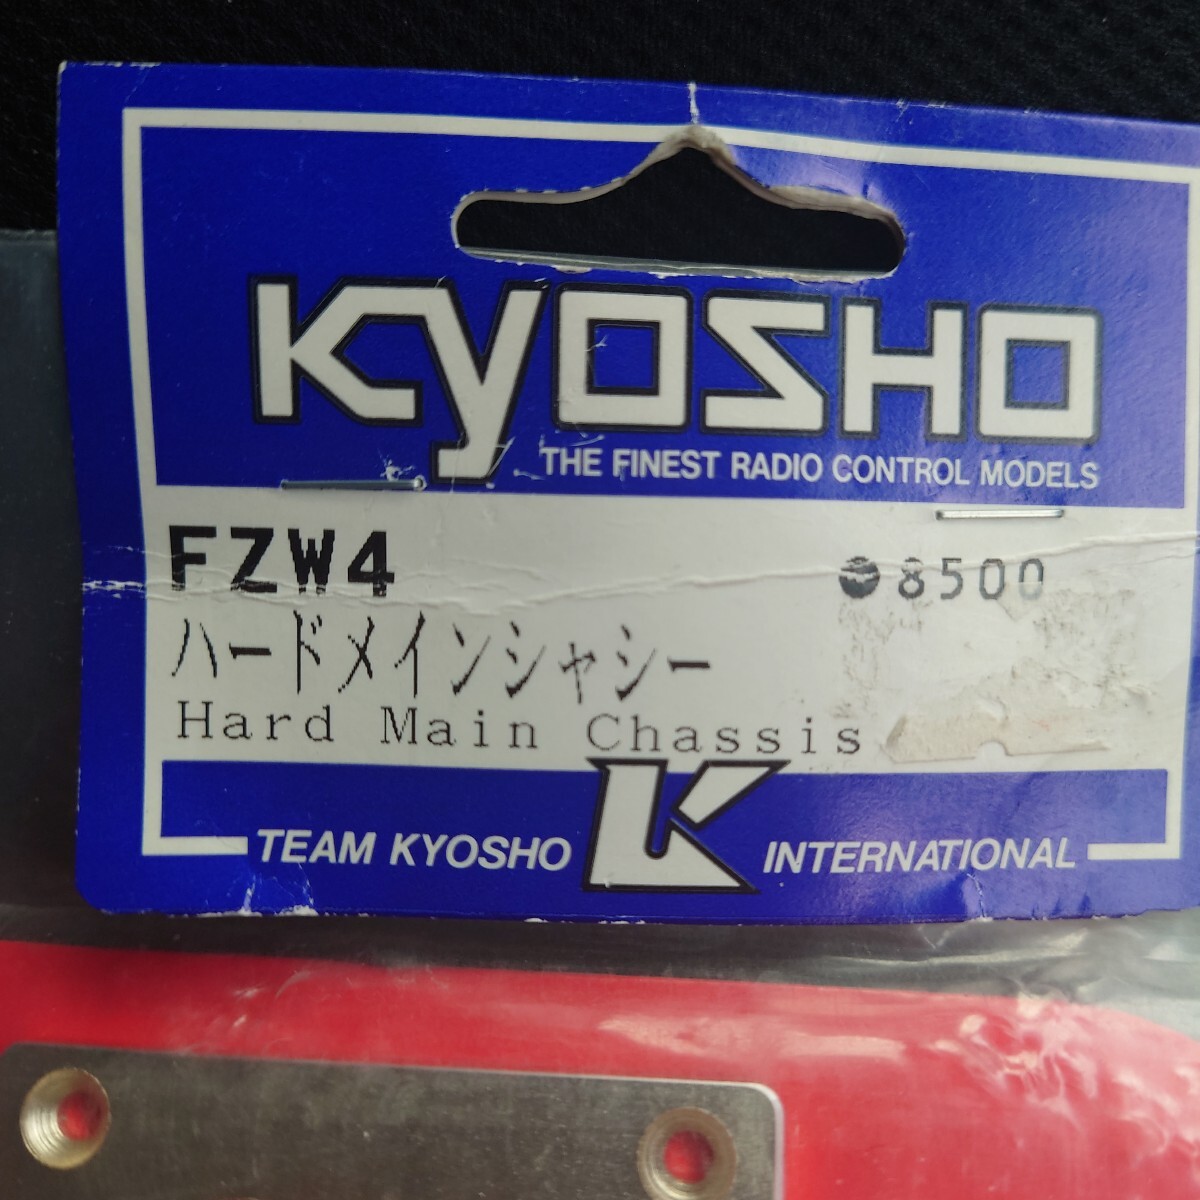 KYOSHO
THE FINEST RADIO CONTROL MODELS
FZW4
8500
ハードメインシャシー
Hard Main Chassis
TEAM KYOSHO K INTERNATIONAL